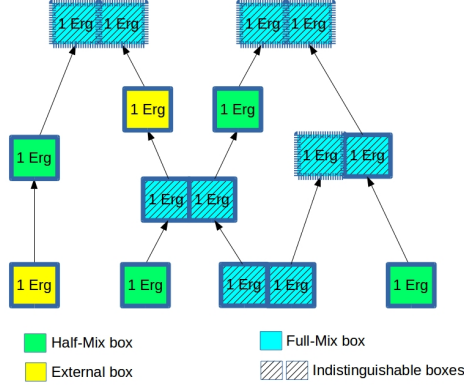 1 Erg 1 Erg 1 Erg 1 Erg
1 Erg 1 Erg
1 Erg 1 Erg 1 Erg
1 Erg 1 Erg
1 Erg 1 Erg 1 Erg 1 Erg 1 Erg
Half-Mix box Full-Mix box
External box Indistinguishable boxes